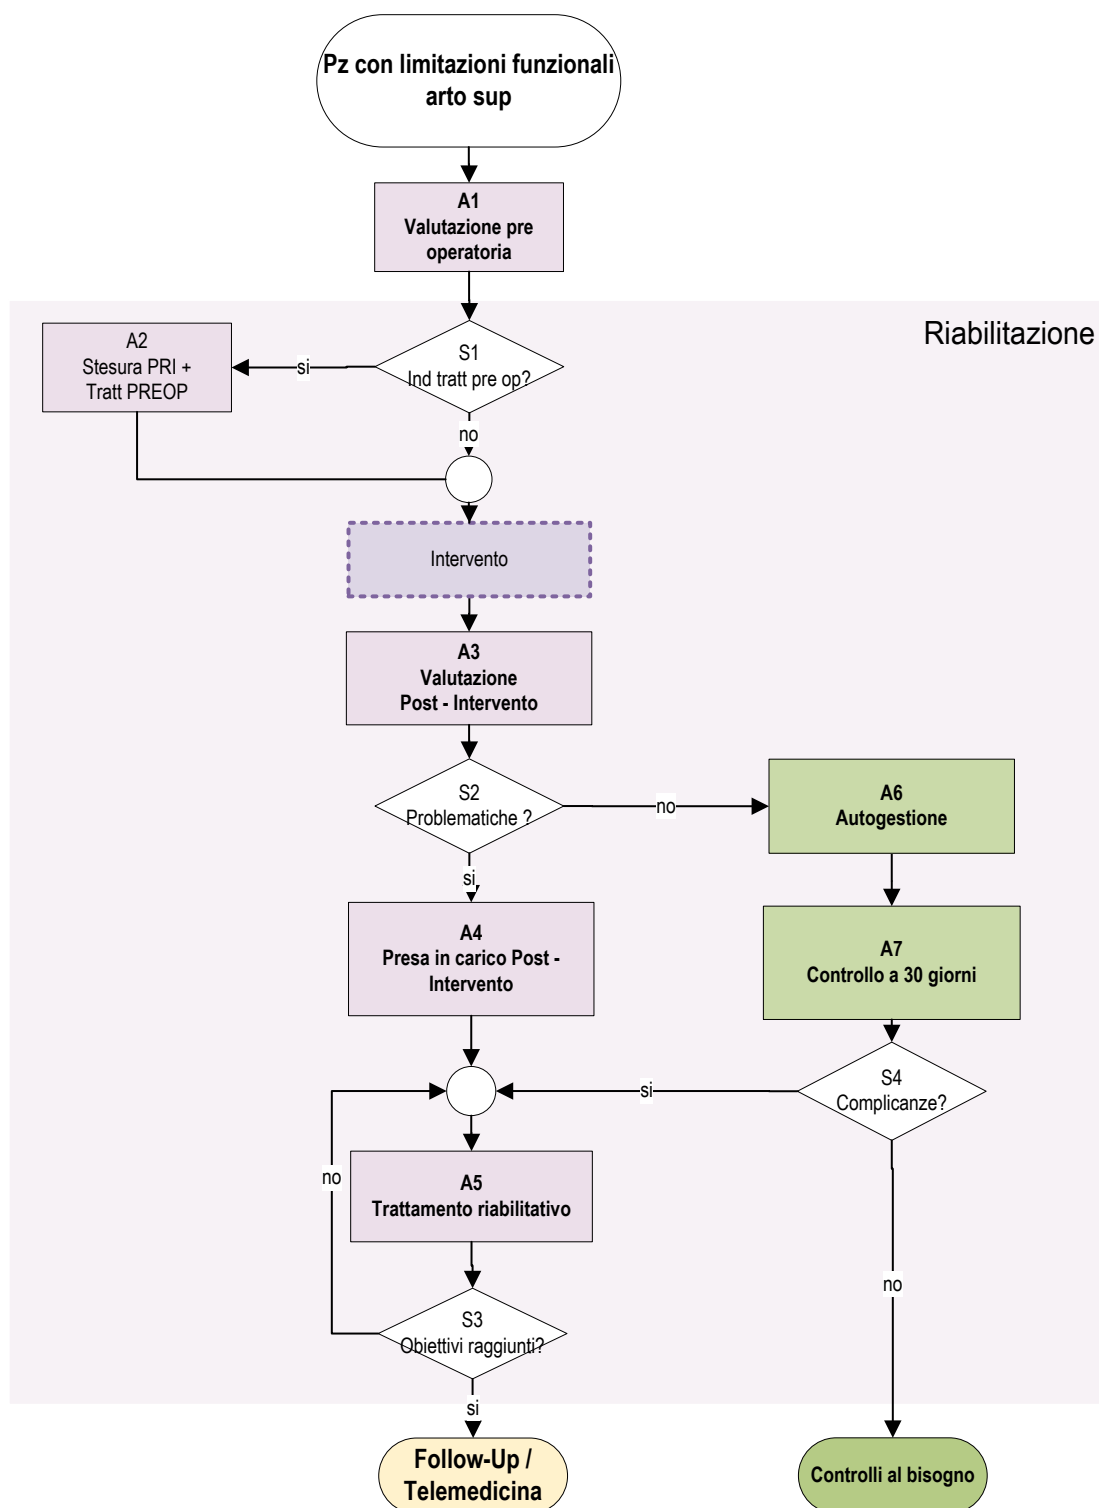 Pz con limitazioni funzionali
arto sup
A1
Valutazione pre
operatoria
Riabilitazione
A2
Stesura PRI +
Tratt PREOP
si
S1
Ind tratt pre op?
no
Intervento
A3
Valutazione
Post - Intervento
S2
Problematiche ?
no
A6
Autogestione
si
A4
Presa in carico Post -
Intervento
A7
Controllo a 30 giorni
si
S4
Complicanze?
no
A5
Trattamento riabilitativo
no
S3
Obiettivi raggiunti?
si
Follow-Up /
Telemedicina
Controlli al bisogno